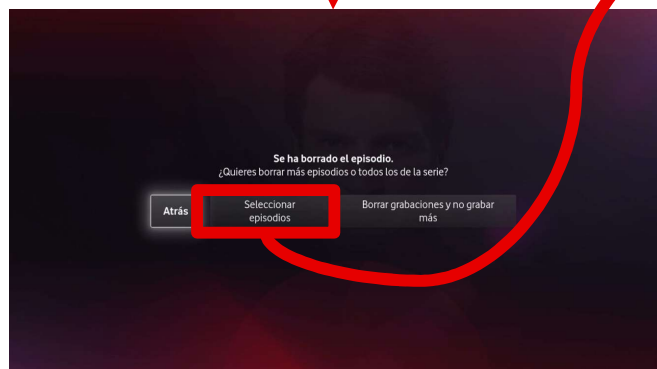 Se ha borrado el episodio.
¿Quieres borrar más episodios o todos los de la serie?
Atrás
Seleccionar
episodios
Borrar grabaciones y no grabar
más